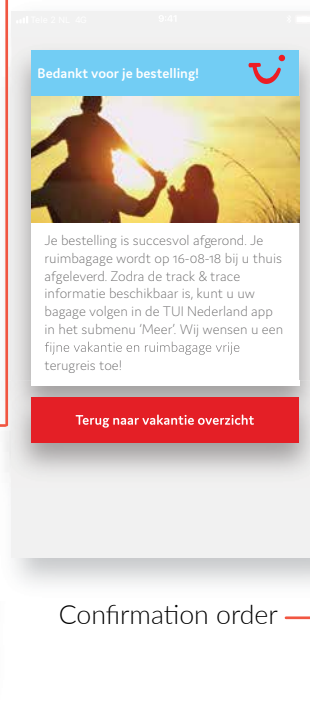 9:41
Bedankt voor je bestelling!
Je bestelling is succesvol afgerond. Je
ruimbagage wordt op 16-08-18 bij u thuis
afgeleverd. Zodra de track & trace
informatie beschikbaar is, kunt u uw
bagage volgen in de TUI Nederland app
in het submenu ‘Meer’. Wij wensen u een
fijne vakantie en ruimbagage vrije
terugreis toe!
Terug naar vakantie overzicht
Confirmation order